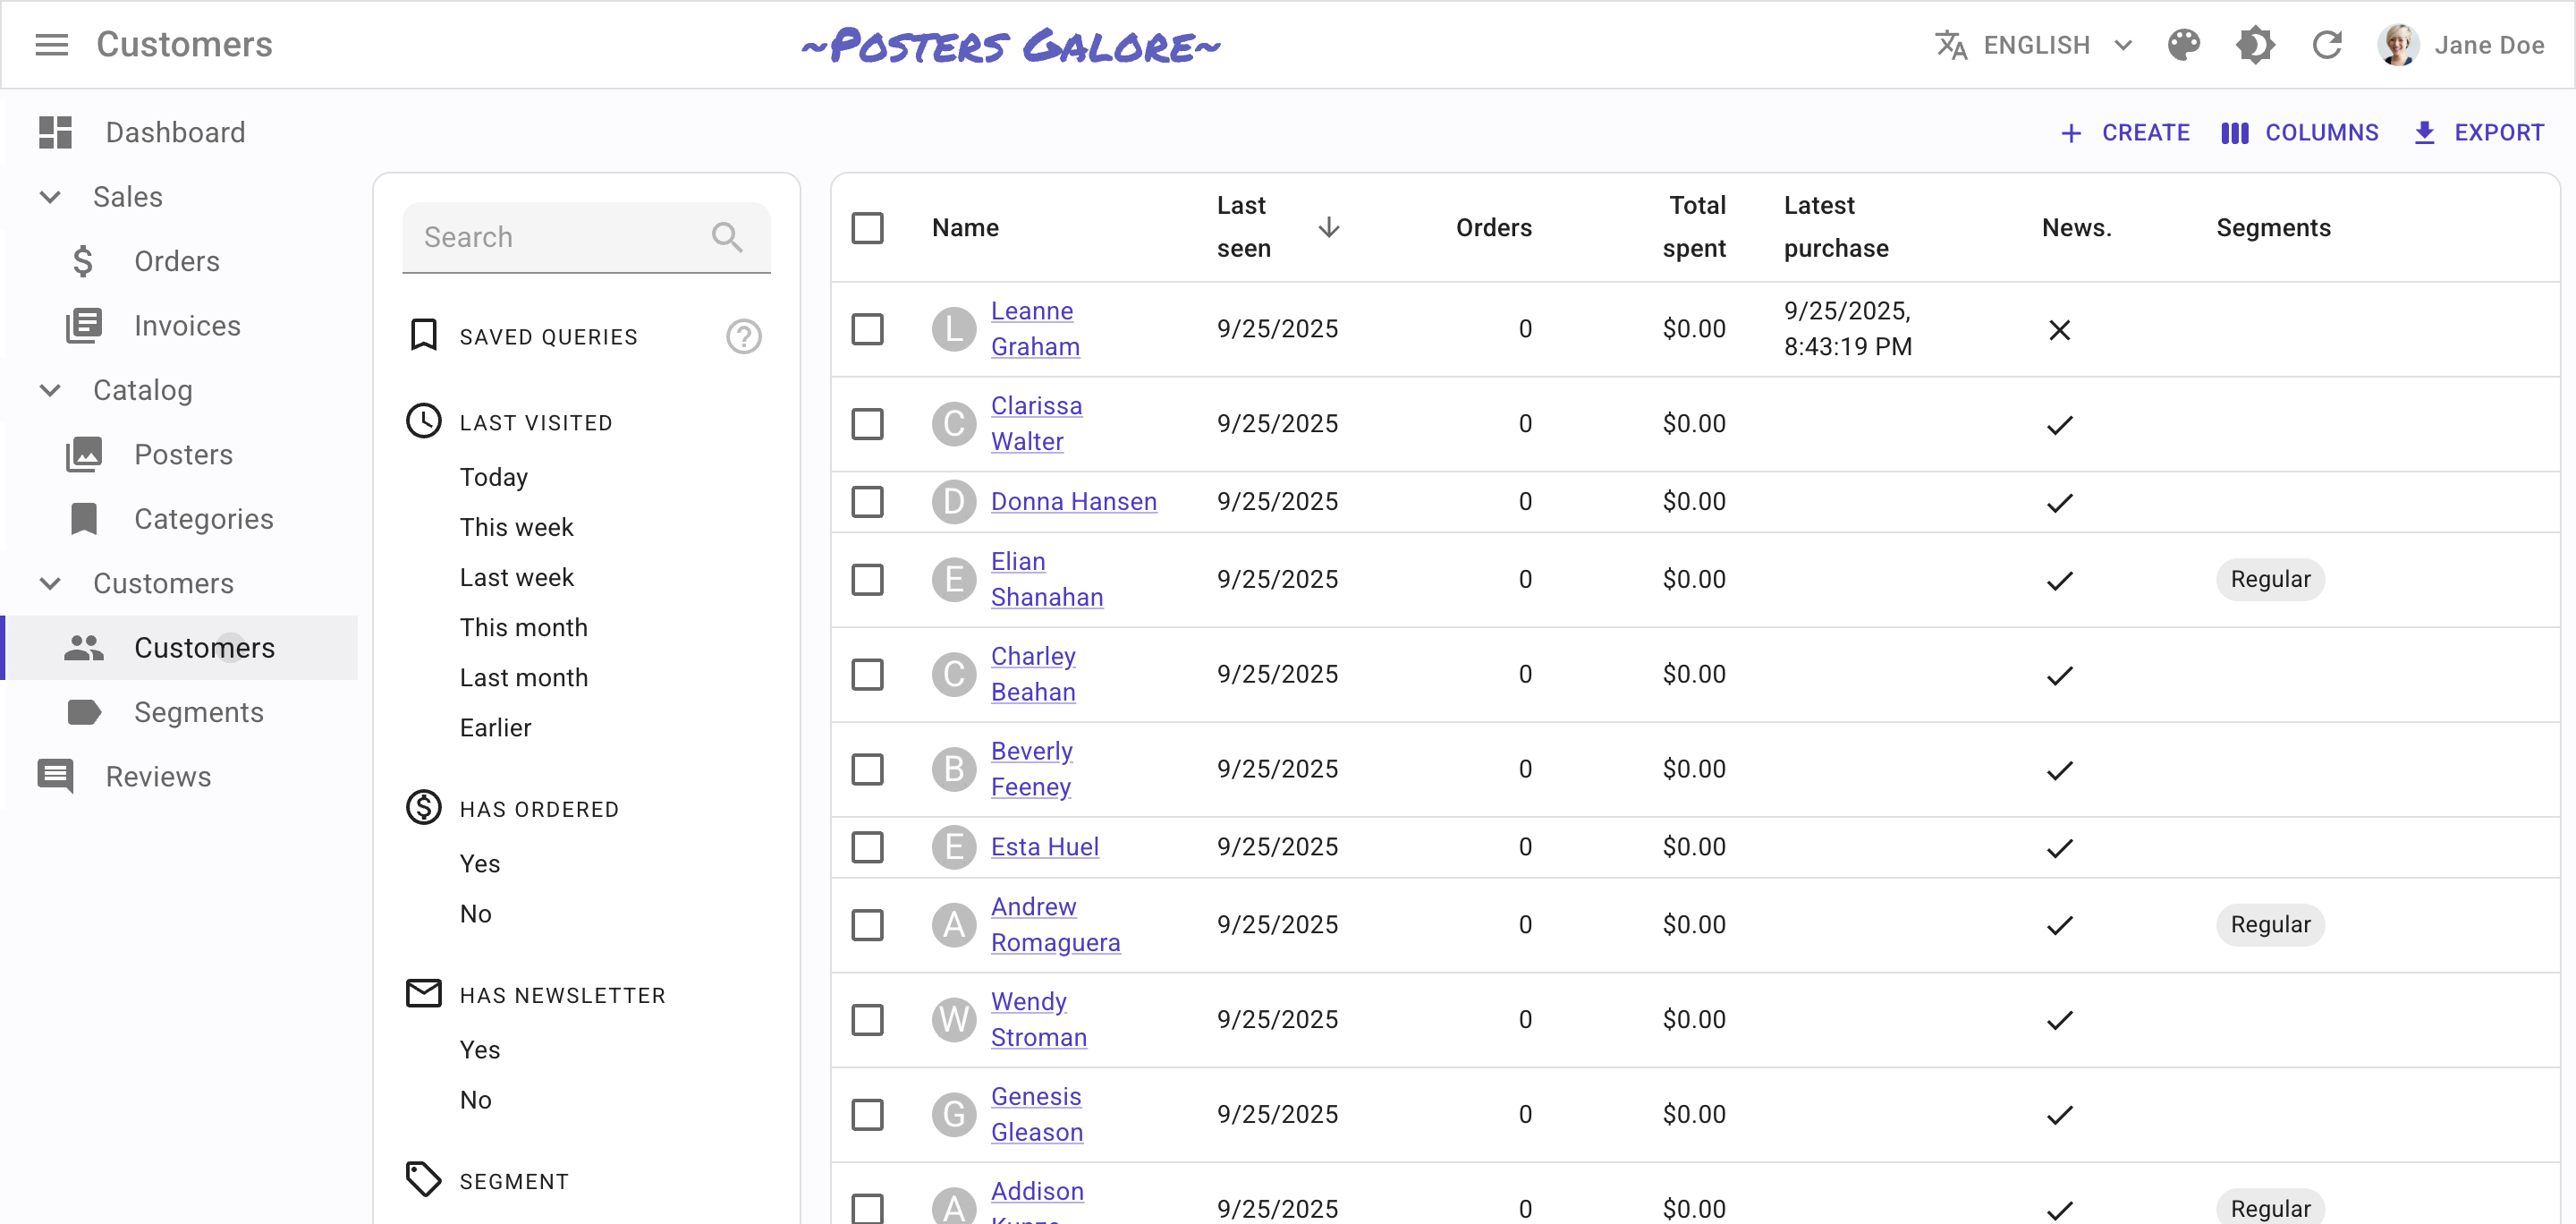 Customers
~Posters Galore~
ENGLISH
Jane Doe
Dashboard
Sales
Orders
Invoices
Catalog
Posters
Categories
Customers
Customers
Segments
Reviews
CREATE
COLUMNS
EXPORT
Search
SAVED QUERIES
?
LAST VISITED
Today
This week
Last week
This month
Last month
Earlier
HAS ORDERED
Yes
No
HAS NEWSLETTER
Yes
No
SEGMENT
Name
Last
seen
Orders
Total
spent
Latest
purchase
News.
Segments
L
Leanne
Graham
9/25/2025
0
$0.00
9/25/2025,
8:43:19 PM
C
Clarissa
Walter
9/25/2025
0
$0.00
D
Donna Hansen
9/25/2025
0
$0.00
E
Elian
Shanahan
9/25/2025
0
$0.00
Regular
C
Charley
Beahan
9/25/2025
0
$0.00
B
Beverly
Feeney
9/25/2025
0
$0.00
E
Esta Huel
9/25/2025
0
$0.00
A
Andrew
Romaguera
9/25/2025
0
$0.00
Regular
W
Wendy
Stroman
9/25/2025
0
$0.00
G
Genesis
Gleason
9/25/2025
0
$0.00
A
Addison
9/25/2025
0
$0.00
Regular